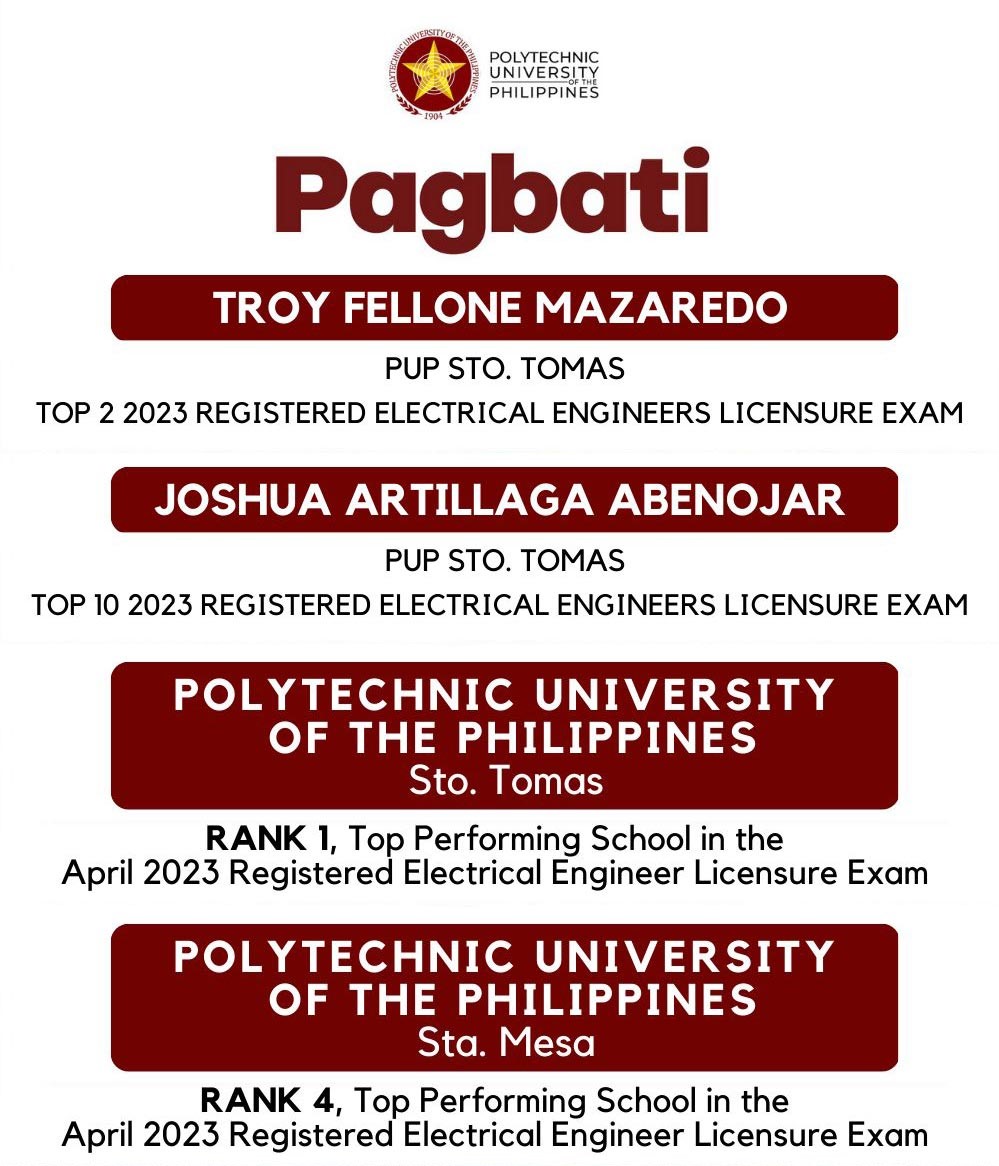 POLYTECHNIC UNIVERSITY OF THE PHILIPPINES
1904
POLYTECHNIC
UNIVERSITY
OF THE
PHILIPPINES
Pagbati
TROY FELLONE MAZAREDO
PUP STO. TOMAS
TOP 2 2023 REGISTERED ELECTRICAL ENGINEERS LICENSURE EXAM
JOSHUA ARTILLAGA ABENOJAR
PUP STO. TOMAS
TOP 10 2023 REGISTERED ELECTRICAL ENGINEERS LICENSURE EXAM
POLYTECHNIC UNIVERSITY
OF THE PHILIPPINES
Sto. Tomas
RANK 1, Top Performing School in the
April 2023 Registered Electrical Engineer Licensure Exam
POLYTECHNIC UNIVERSITY
OF THE PHILIPPINES
Sta. Mesa
RANK 4, Top Performing School in the
April 2023 Registered Electrical Engineer Licensure Exam